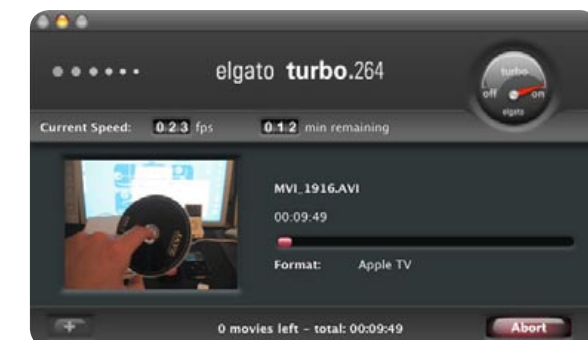 elgato turbo.264
turbo
off on
elgato
Current Speed: 023 fps 012 min remaining
MVI_1916.AVI
00:09:49
Format: Apple TV
+
0 movies left – total: 00:09:49 Abort